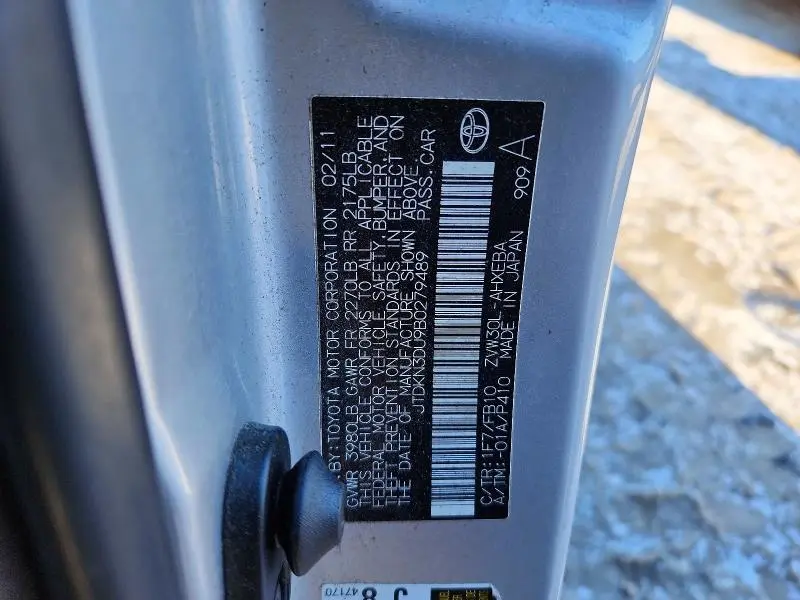 BY:TOYOTA MOTOR CORPORATION 02/11
GVWR 3980LB GAWR FR 2270LB RR 2175LB
THIS VEHICLE CONFORMS TO ALL APPLICABLE
FEDERAL MOTOR VEHICLE SAFETY, BUMPER, AND
THEFT PREVENTION STANDARDS IN EFFECT ON
THE DATE OF MANUFACTURE SHOWN ABOVE.
JTDKN3DU9B0279489 PASS. CAR
C/TR:1F7/FB10 ZVW30L-AHXEBA
A/TM:-01A/P410 MADE IN JAPAN 909 A
47170